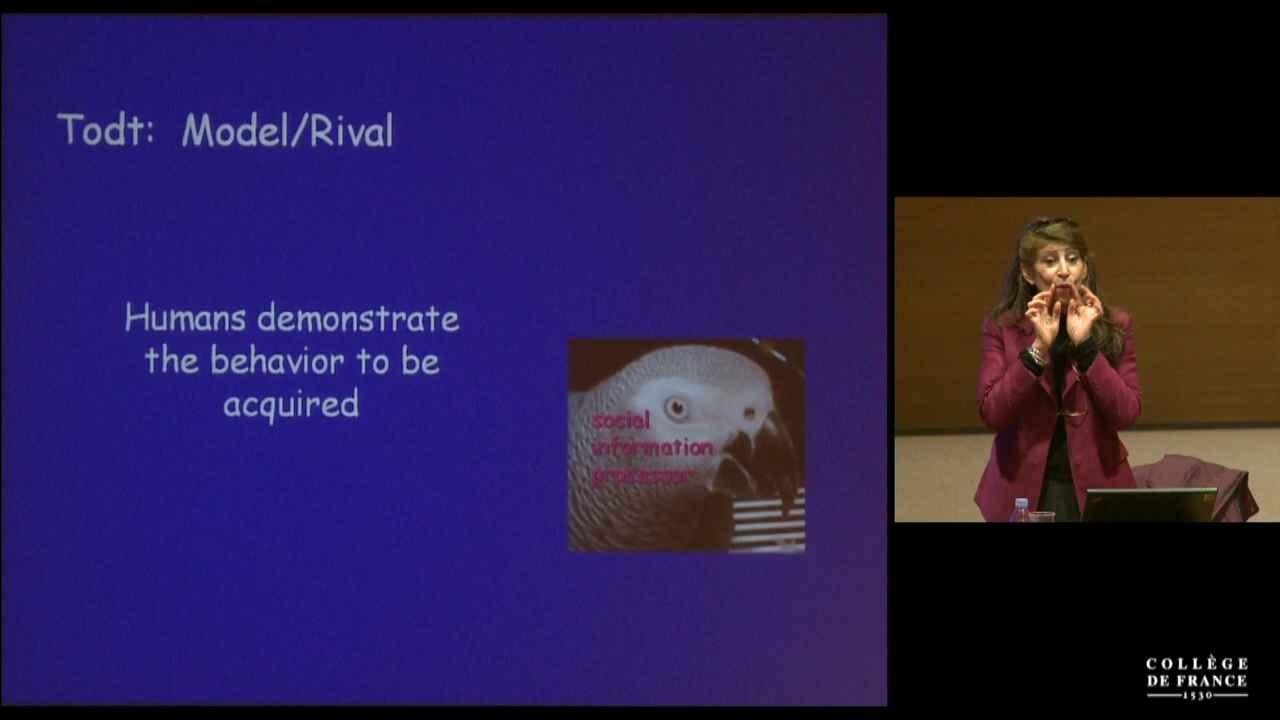 Todt: Model/Rival
Humans demonstrate
the behavior to be
acquired
social
information
processor
COLLÈGE
DE FRANCE
1530